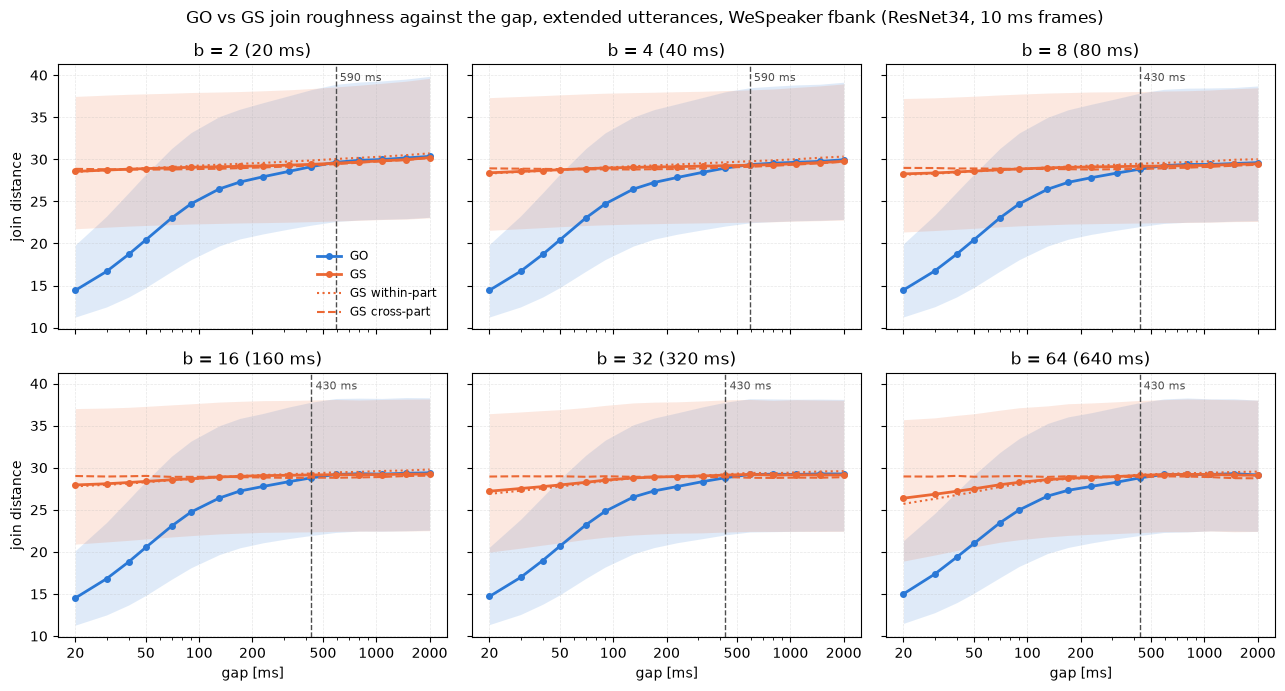 GO vs GS join roughness against the gap, extended utterances, WeSpeaker fbank (ResNet34, 10 ms frames)
b = 2 (20 ms)
b = 4 (40 ms)
b = 8 (80 ms)
590 ms
590 ms
430 ms
join distance
40
35
30
25
20
15
10
GO
GS
GS within-part
GS cross-part
b = 16 (160 ms)
b = 32 (320 ms)
b = 64 (640 ms)
430 ms
430 ms
430 ms
join distance
40
35
30
25
20
15
10
20 50 100 200 500 1000 2000
20 50 100 200 500 1000 2000
20 50 100 200 500 1000 2000
gap [ms]
gap [ms]
gap [ms]